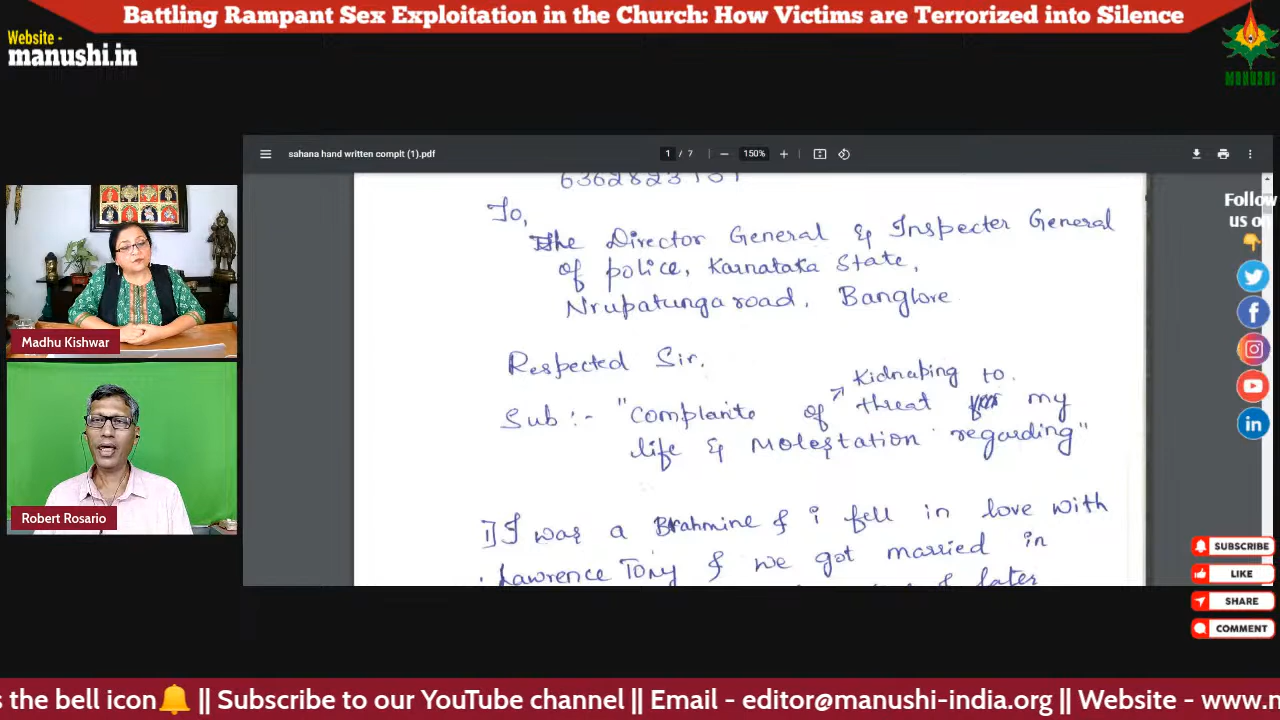 Battling Rampant Sex Exploitation in the Church: How Victims are Terrorized into Silence
Website -
manushi.in
MANUSHI
sahana hand written complt (1).pdf
1 / 7
150%
To,
The Director General & Inspecter General
of police, Karnataka State,
Nrupatunga road, Banglore
Respected Sir,
Sub :- "Complante of Kidnaping to threat my
life & Molestation regarding"
1] I was a Brahmine & i fell in love with
Lawrence Tony & we got married in
& later
Madhu Kishwar
Robert Rosario
Follow
us o
SUBSCRIBE
LIKE
SHARE
COMMENT
s the bell icon🔔 || Subscribe to our YouTube channel || Email - editor@manushi-india.org || Website - www.